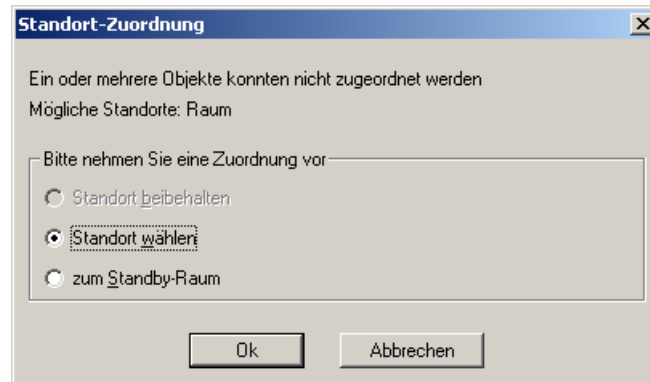 Standort-Zuordnung
Ein oder mehrere Objekte konnten nicht zugeordnet werden
Mögliche Standorte: Raum
Bitte nehmen Sie eine Zuordnung vor
Standort beibehalten
Standort wählen
zum Standby-Raum
Ok Abbrechen